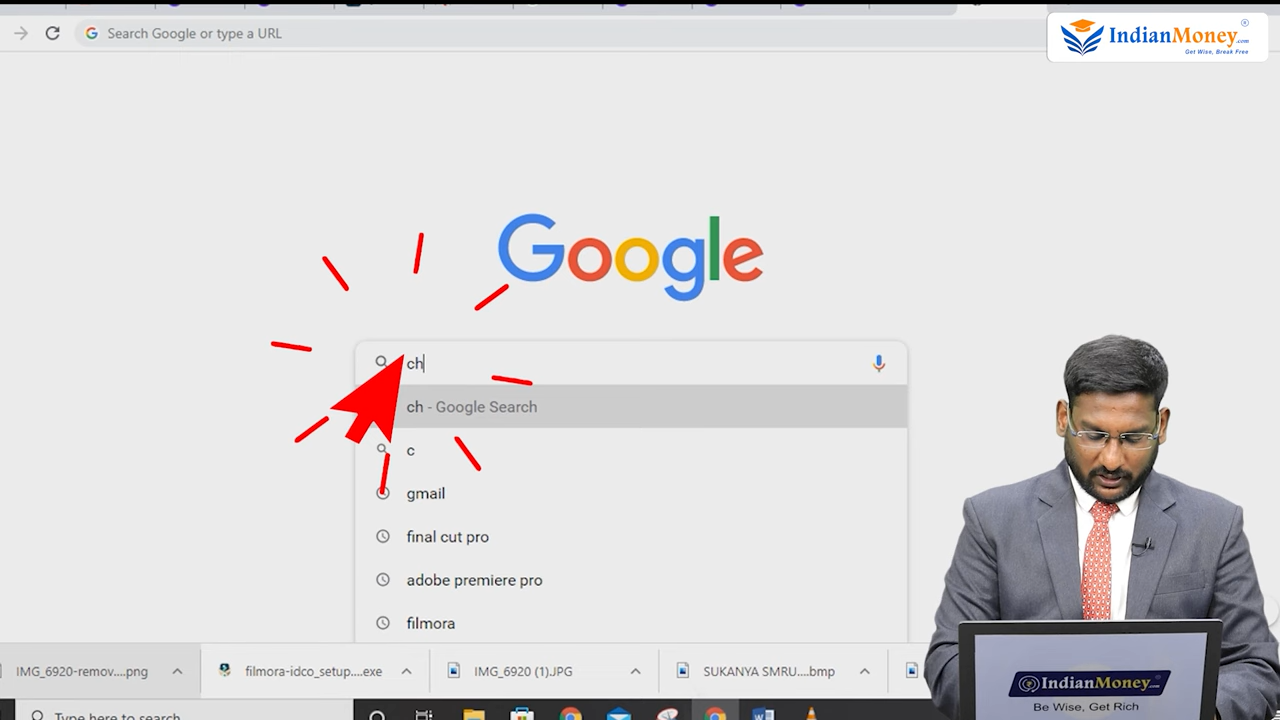 Search Google or type a URL
IndianMoney.com
Get Wise, Break Free
Google
ch
ch - Google Search
c
gmail
final cut pro
adobe premiere pro
filmora
IMG_6920-remov....png
filmora-idco_setup....exe
IMG_6920 (1).JPG
SUKANYA SMRU....bmp
IndianMoney.com
Be Wise, Get Rich
Type here to search